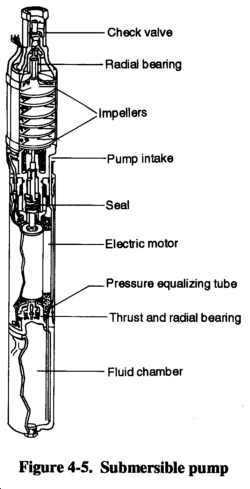 Check valve
Radial bearing
Impellers
Pump intake
Seal
Electric motor
Pressure equalizing tube
Thrust and radial bearing
Fluid chamber
Figure 4-5. Submersible pump